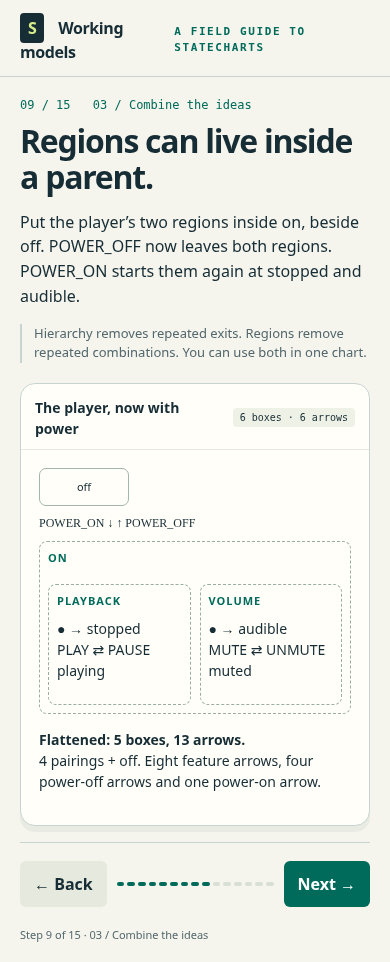 S Working models
A FIELD GUIDE TO STATECHARTS
09 / 15 03 / Combine the ideas
Regions can live inside
a parent.
Put the player’s two regions inside on, beside
off. POWER_OFF now leaves both regions.
POWER_ON starts them again at stopped and
audible.
Hierarchy removes repeated exits. Regions remove
repeated combinations. You can use both in one chart.
The player, now with
power
6 boxes · 6 arrows
off
POWER_ON ↓ ↑ POWER_OFF
ON
PLAYBACK
● → stopped
PLAY ⇄ PAUSE
playing
VOLUME
● → audible
MUTE ⇄ UNMUTE
muted
Flattened: 5 boxes, 13 arrows.
4 pairings + off. Eight feature arrows, four
power-off arrows and one power-on arrow.
← Back
Next →
Step 9 of 15 · 03 / Combine the ideas